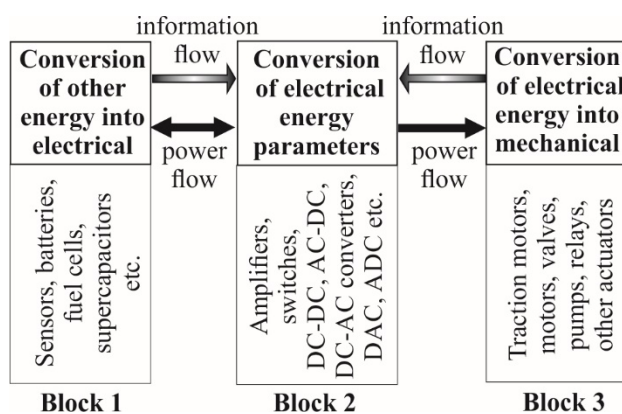 information
flow
information
flow
Conversion
of other
energy into
electrical
Conversion
of electrical
energy
parameters
Conversion
of electrical
energy into
mechanical
power
flow
power
flow
Sensors, batteries,
fuel cells,
supercapacitors
etc.
Amplifiers,
switches,
DC-DC, AC-DC,
DC-AC converters,
DAC, ADC etc.
Traction motors,
motors, valves,
pumps, relays,
other actuators
Block 1
Block 2
Block 3